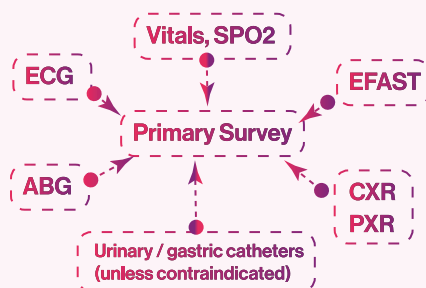 Vitals, SPO2
ECG
EFAST
Primary Survey
ABG
CXR
PXR
Urinary / gastric catheters
(unless contraindicated)